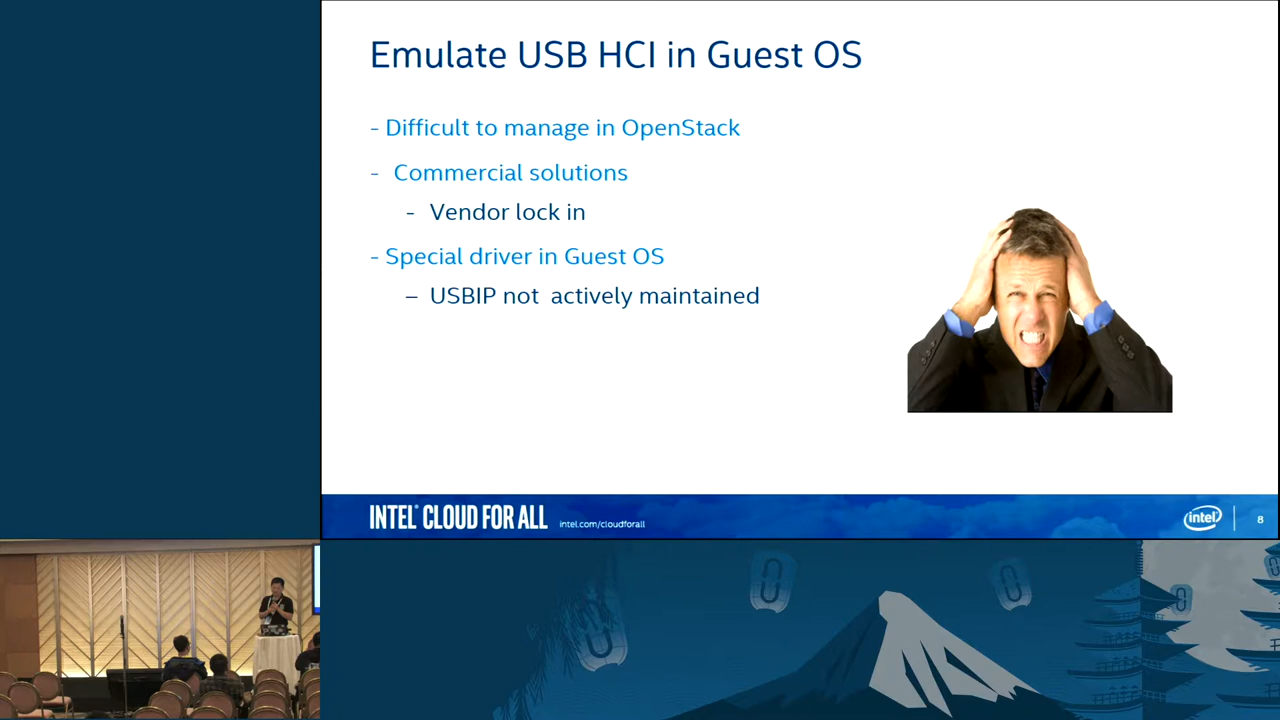 Emulate USB HCI in Guest OS
- Difficult to manage in OpenStack
- Commercial solutions
- Vendor lock in
- Special driver in Guest OS
– USBIP not actively maintained
INTEL® CLOUD FOR ALL intel.com/cloudforall
intel
8